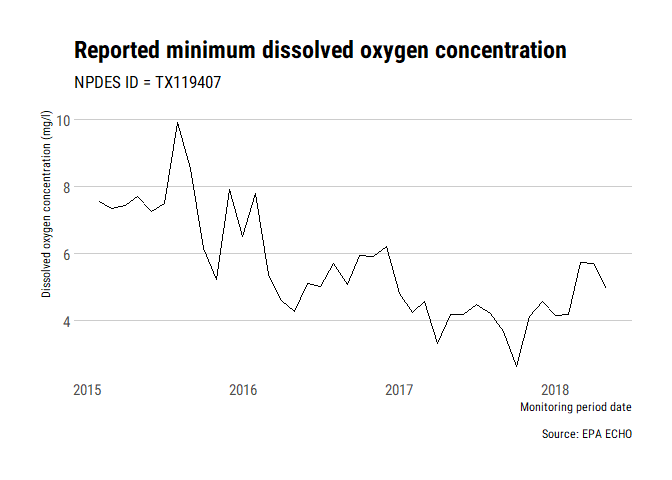 Reported minimum dissolved oxygen concentration
NPDES ID = TX119407
Dissolved oxygen concentration (mg/l)
10
8
6
4
2015 2016 2017 2018
Monitoring period date
Source: EPA ECHO